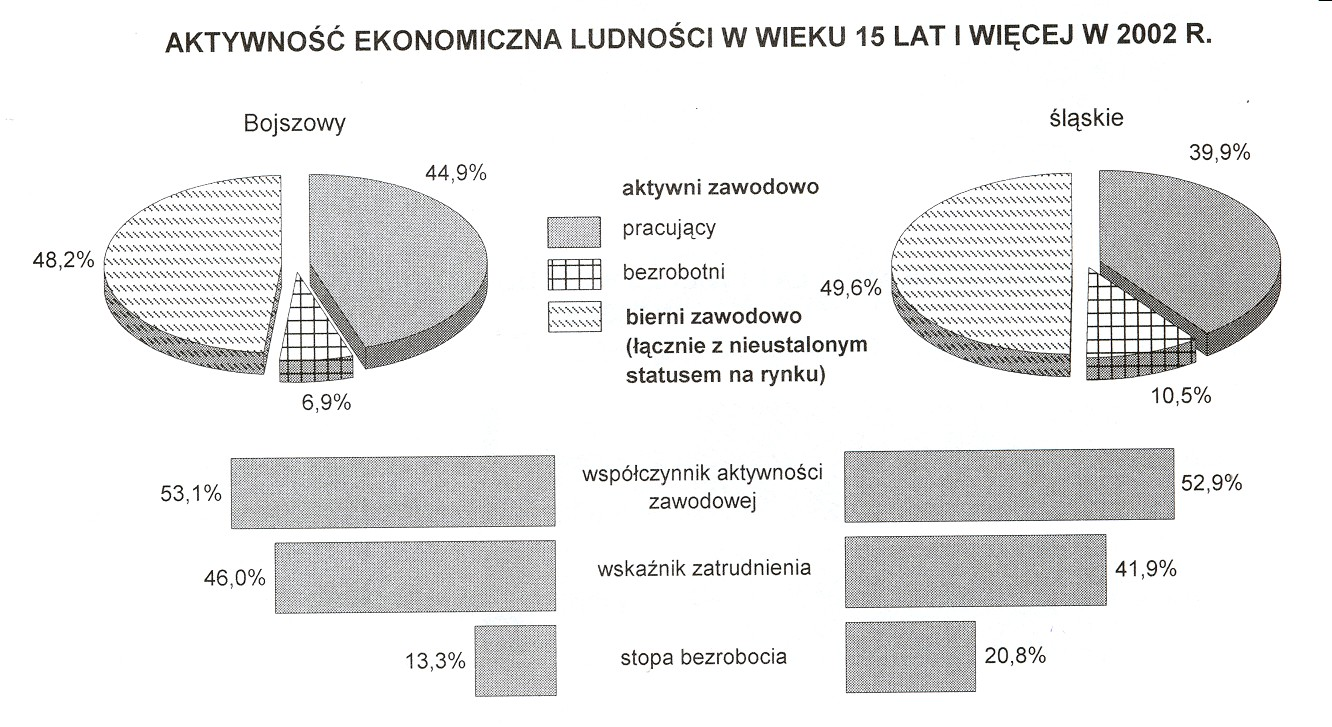 AKTYWNOŚĆ EKONOMICZNA LUDNOŚCI W WIEKU 15 LAT I WIĘCEJ W 2002 R.
Bojszowy
44,9%
48,2%
6,9%
aktywni zawodowo
pracujący
bezrobotni
bierni zawodowo
(łącznie z nieustalonym
statusem na rynku)
śląskie
39,9%
49,6%
10,5%
53,1%
współczynnik aktywności
zawodowej
52,9%
46,0%
wskaźnik zatrudnienia
41,9%
13,3%
stopa bezrobocia
20,8%